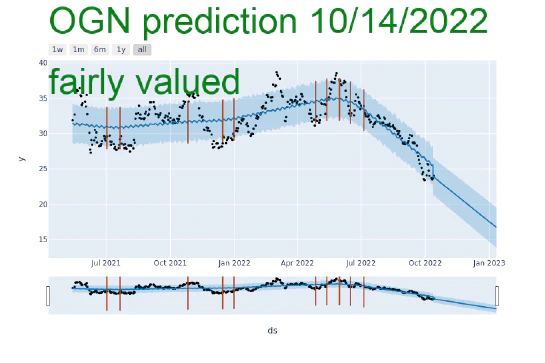 OGN prediction 10/14/2022
1w 1m 6m 1y all
40
fairly valued
35
30
25
20
15
y
Jul 2021 Oct 2021 Jan 2022 Apr 2022 Jul 2022 Oct 2022 Jan 2023
ds